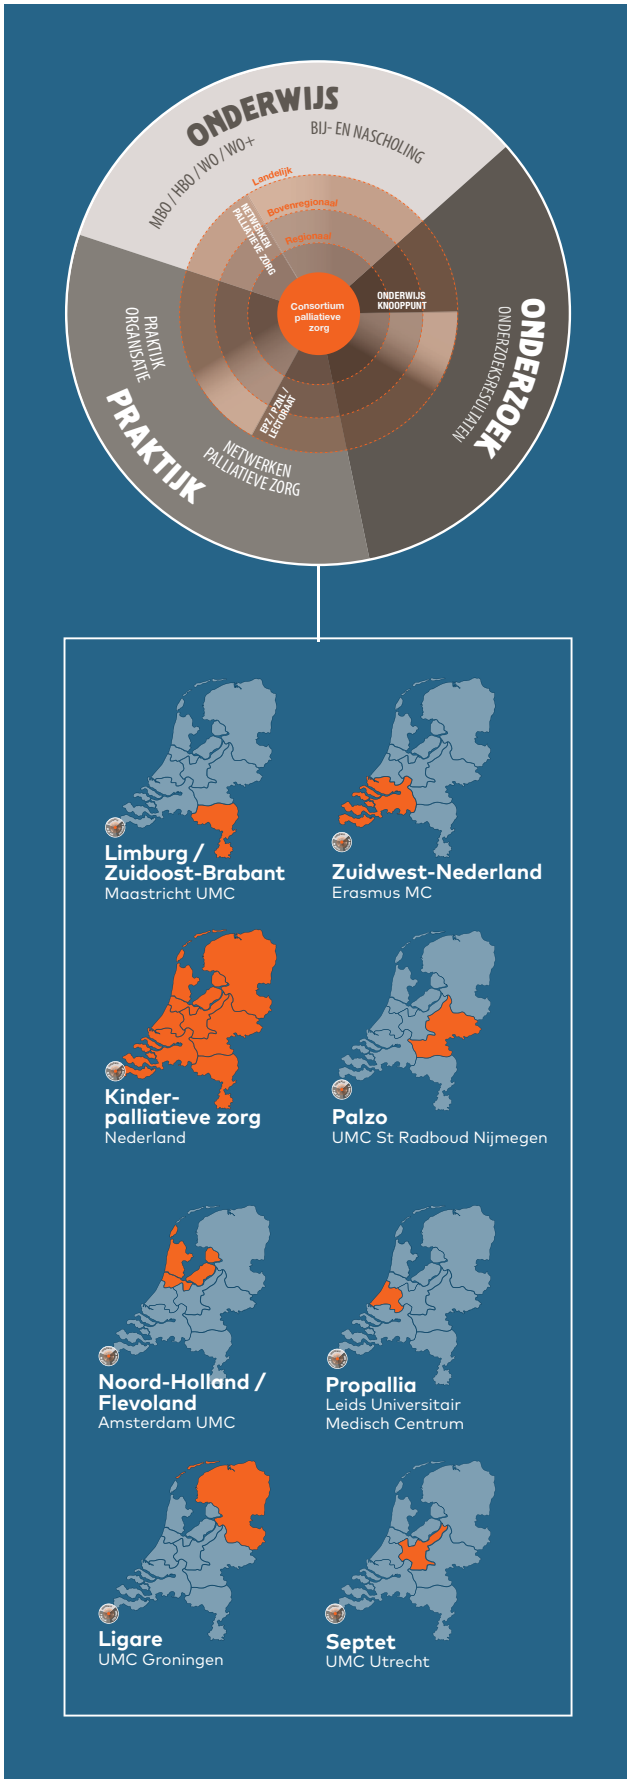 ONDERWIJS
MBO / HBO / WO / WO+
BIJ- EN NASCHOLING
Landelijk
Bovenregionaal
Regionaal
NETWERKEN
PALLIATIEVE ZORG
Consortium
palliatieve
zorg
ONDERWIJS
KNOOPPUNT
EPZ / PZNL /
LECTORAAT
ONDERZOEK
ONDERZOEKSRESULTATEN
PRAKTIJK
ORGANISATIE
PRAKTIJK
NETWERKEN
PALLIATIEVE ZORG
Limburg /
Zuidoost-Brabant
Maastricht UMC
Zuidwest-Nederland
Erasmus MC
Kinder-
palliatieve zorg
Nederland
Palzo
UMC St Radboud Nijmegen
Noord-Holland /
Flevoland
Amsterdam UMC
Propallia
Leids Universitair
Medisch Centrum
Ligare
UMC Groningen
Septet
UMC Utrecht